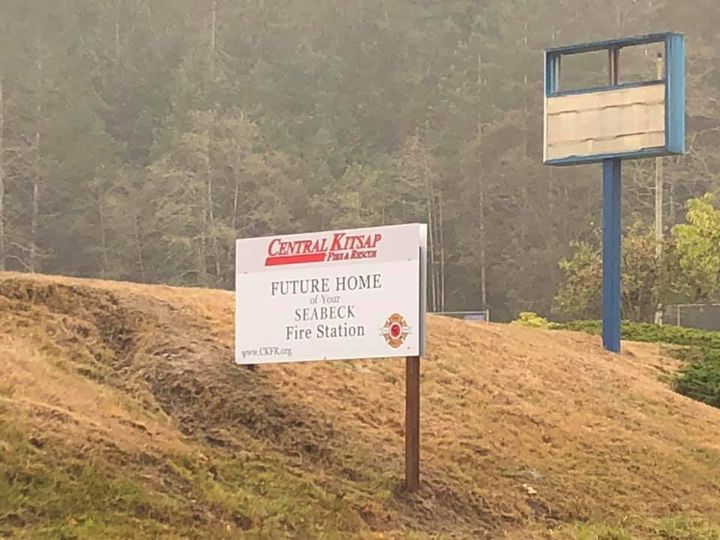 CENTRAL KITSAP
FIRE & RESCUE
FUTURE HOME
of Your
SEABECK
Fire Station
www.CKFR.org